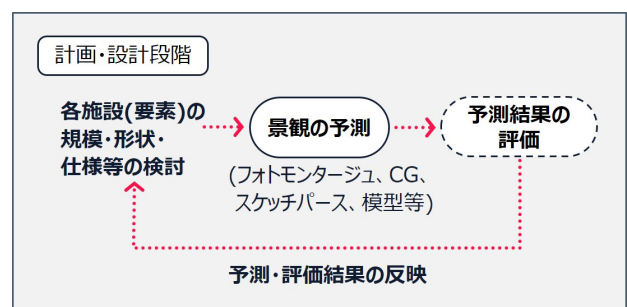 計画・設計段階
各施設(要素)の
規模・形状・
仕様等の検討
景観の予測
(フォトモンタージュ、CG、
スケッチパース、模型等)
予測結果の
評価
予測・評価結果の反映